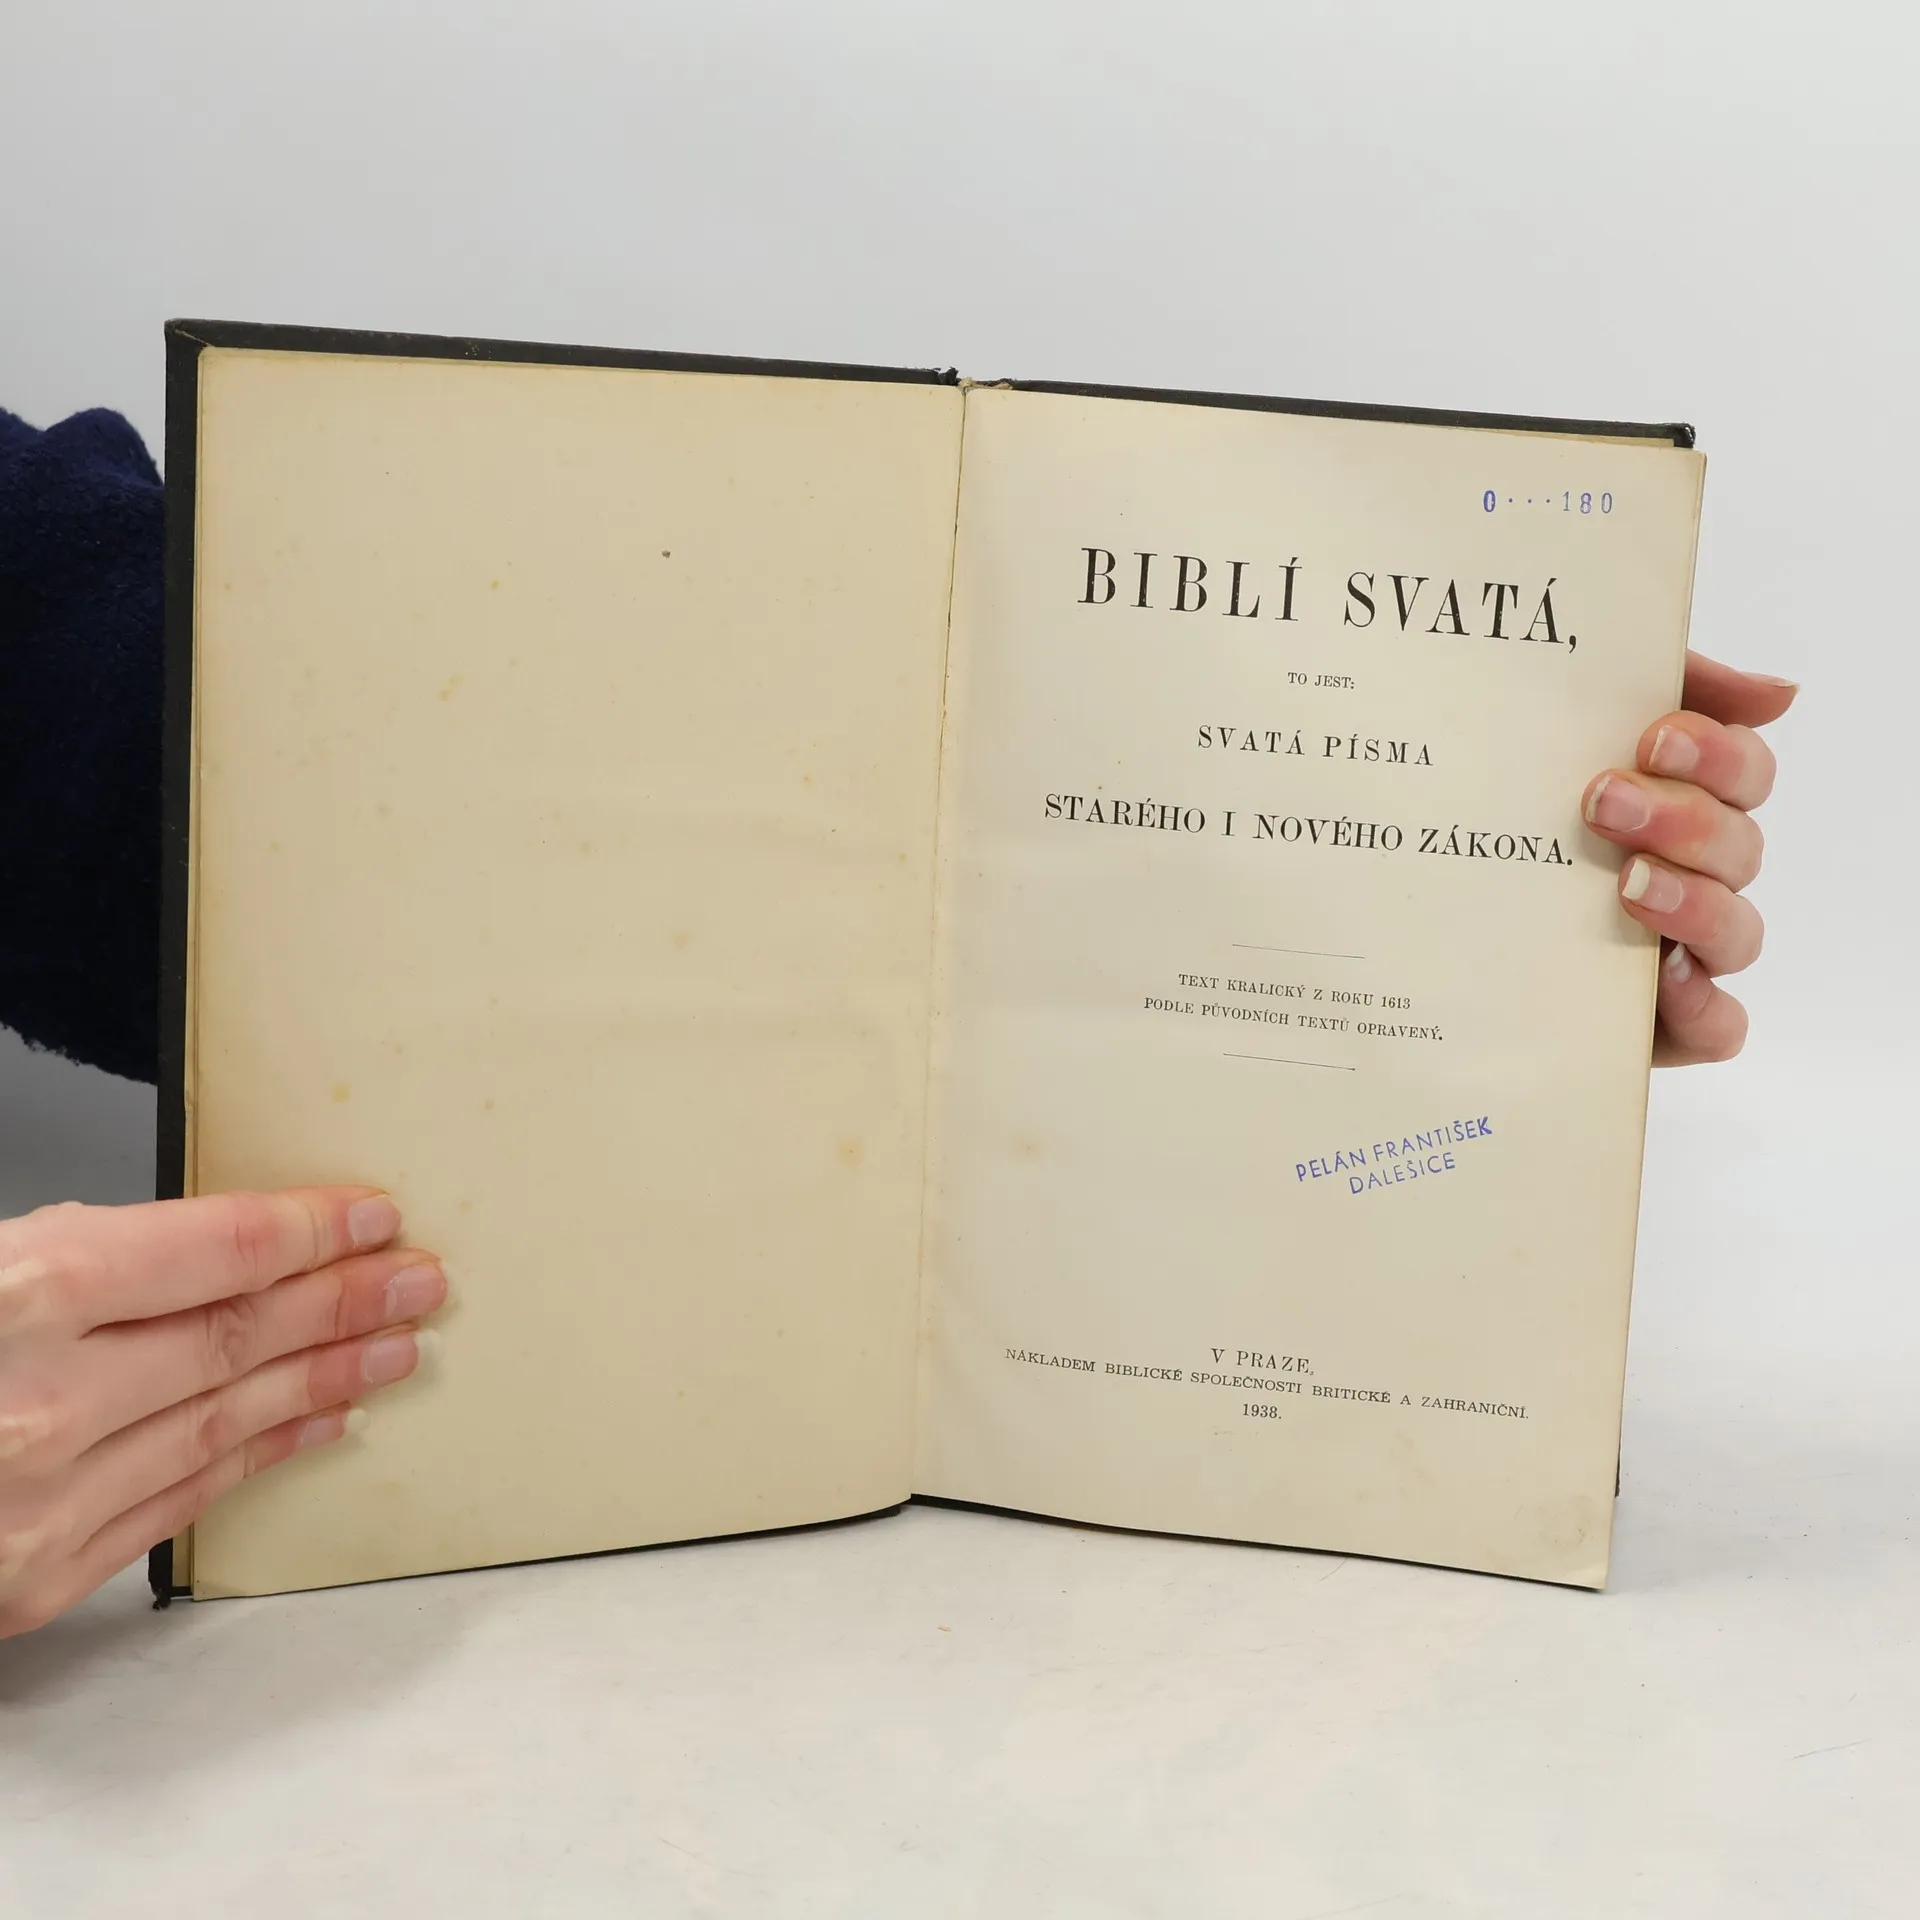 0···180
BIBLÍ SVATÁ,
TO JEST:
SVATÁ PÍSMA
STARÉHO I NOVÉHO ZÁKONA.
TEXT KRALICKÝ Z ROKU 1613
PODLE PŮVODNÍCH TEXTŮ OPRAVENÝ.
PELÁN FRANTIŠEK
DALEŠICE
V PRAZE,
NÁKLADEM BIBLICKÉ SPOLEČNOSTI BRITICKÉ A ZAHRANIČNÍ.
1938.